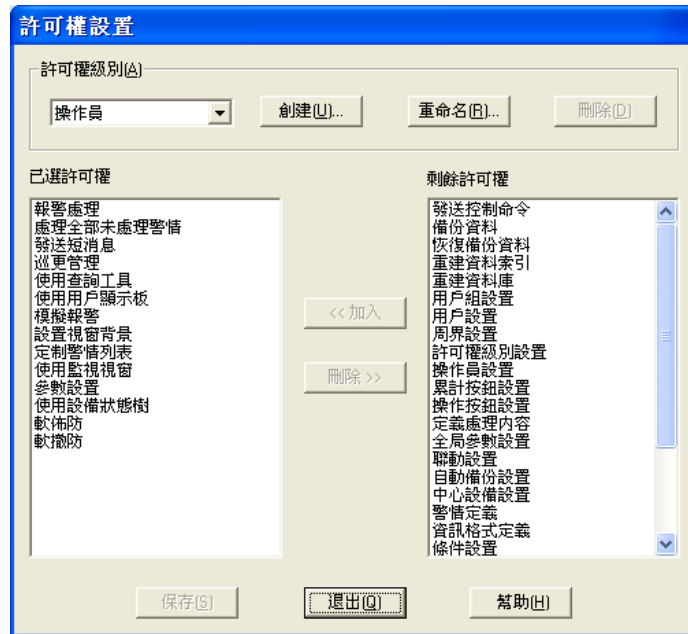 許可權設置
許可權級別(A)
操作員
創建(U)...
重命名(R)...
刪除(D)
已選許可權
報警處理
處理全部未處理警情
發送短消息
巡更管理
使用查詢工具
使用用戶顯示板
模擬報警
設置視窗背景
定制警情列表
使用監視視窗
參數設置
使用設備狀態樹
軟佈防
軟撤防
<< 加入
刪除 >>
剩餘許可權
發送控制命令
備份資料
恢復備份資料
重建資料索引
重建資料庫
用戶組設置
用戶設置
周界設置
許可權級別設置
操作員設置
累計按鈕設置
操作按鈕設置
定義處理內容
全局參數設置
聯動設置
自動備份設置
中心設備設置
警情定義
資訊格式定義
條件設置
保存(S)
退出(Q)
幫助(H)